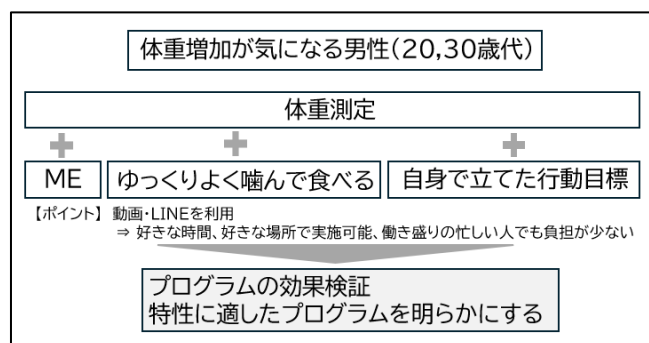 体重増加が気になる男性(20,30歳代)
体重測定
ME
ゆっくりよく噛んで食べる
自身で立てた行動目標
【ポイント】 動画・LINEを利用
⇒ 好きな時間、好きな場所で実施可能、働き盛りの忙しい人でも負担が少ない
プログラムの効果検証
特性に適したプログラムを明らかにする